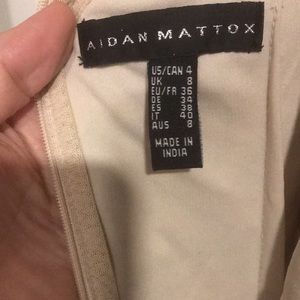 AIDAN MATTOX
US/CAN 4
UK 8
EU/FR 36
DE 34
ES 38
IT 40
AUS 8
MADE IN
INDIA